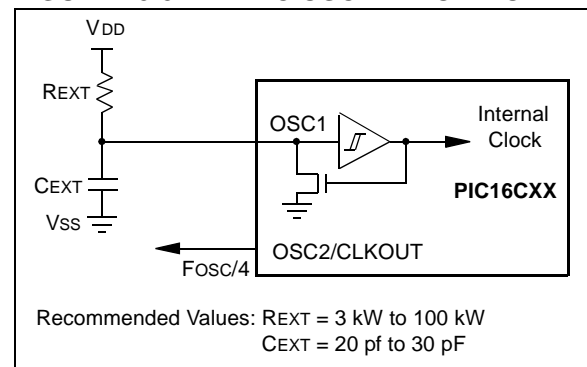 VDD
REXT
OSC1
Internal
Clock
CEXT
PIC16CXX
VSS
OSC2/CLKOUT
FOSC/4
Recommended Values: REXT = 3 kW to 100 kW
CEXT = 20 pf to 30 pF